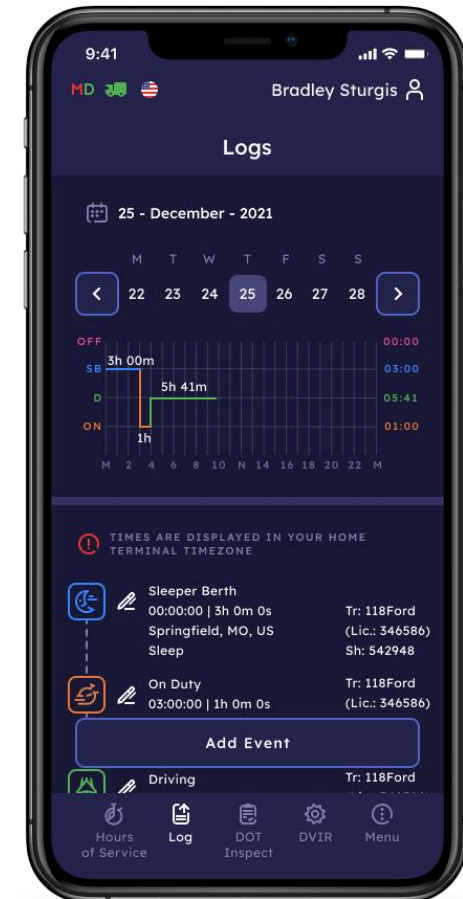 9:41
MD
Bradley Sturgis
Logs
25 - December - 2021
M T W T F S S
22 23 24 25 26 27 28
OFF 00:00
3h 00m
SB 03:00
5h 41m
D 05:41
ON 01:00
1h
M 2 4 6 8 10 N 14 16 18 20 22 M
TIMES ARE DISPLAYED IN YOUR HOME
TERMINAL TIMEZONE
Sleeper Berth
00:00:00 | 3h 0m 0s Tr: 118Ford
Springfield, MO, US (Lic.: 346586)
Sleep Sh: 542948
On Duty Tr: 118Ford
03:00:00 | 1h 0m 0s (Lic.: 346586)
Add Event
Driving Tr: 118Ford
Hours
of Service
Log
DOT
Inspect
DVIR
Menu